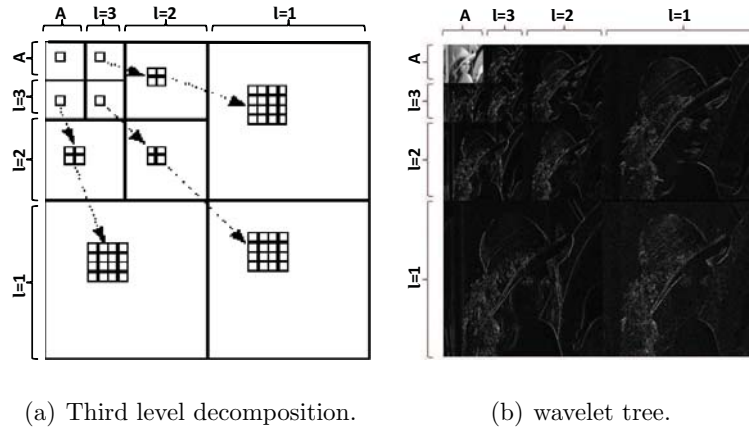 A l=3 l=2 l=1
A l=3 l=2 l=1
A
l=3
l=2
l=1
A
l=3
l=2
l=1
(a) Third level decomposition.
(b) wavelet tree.